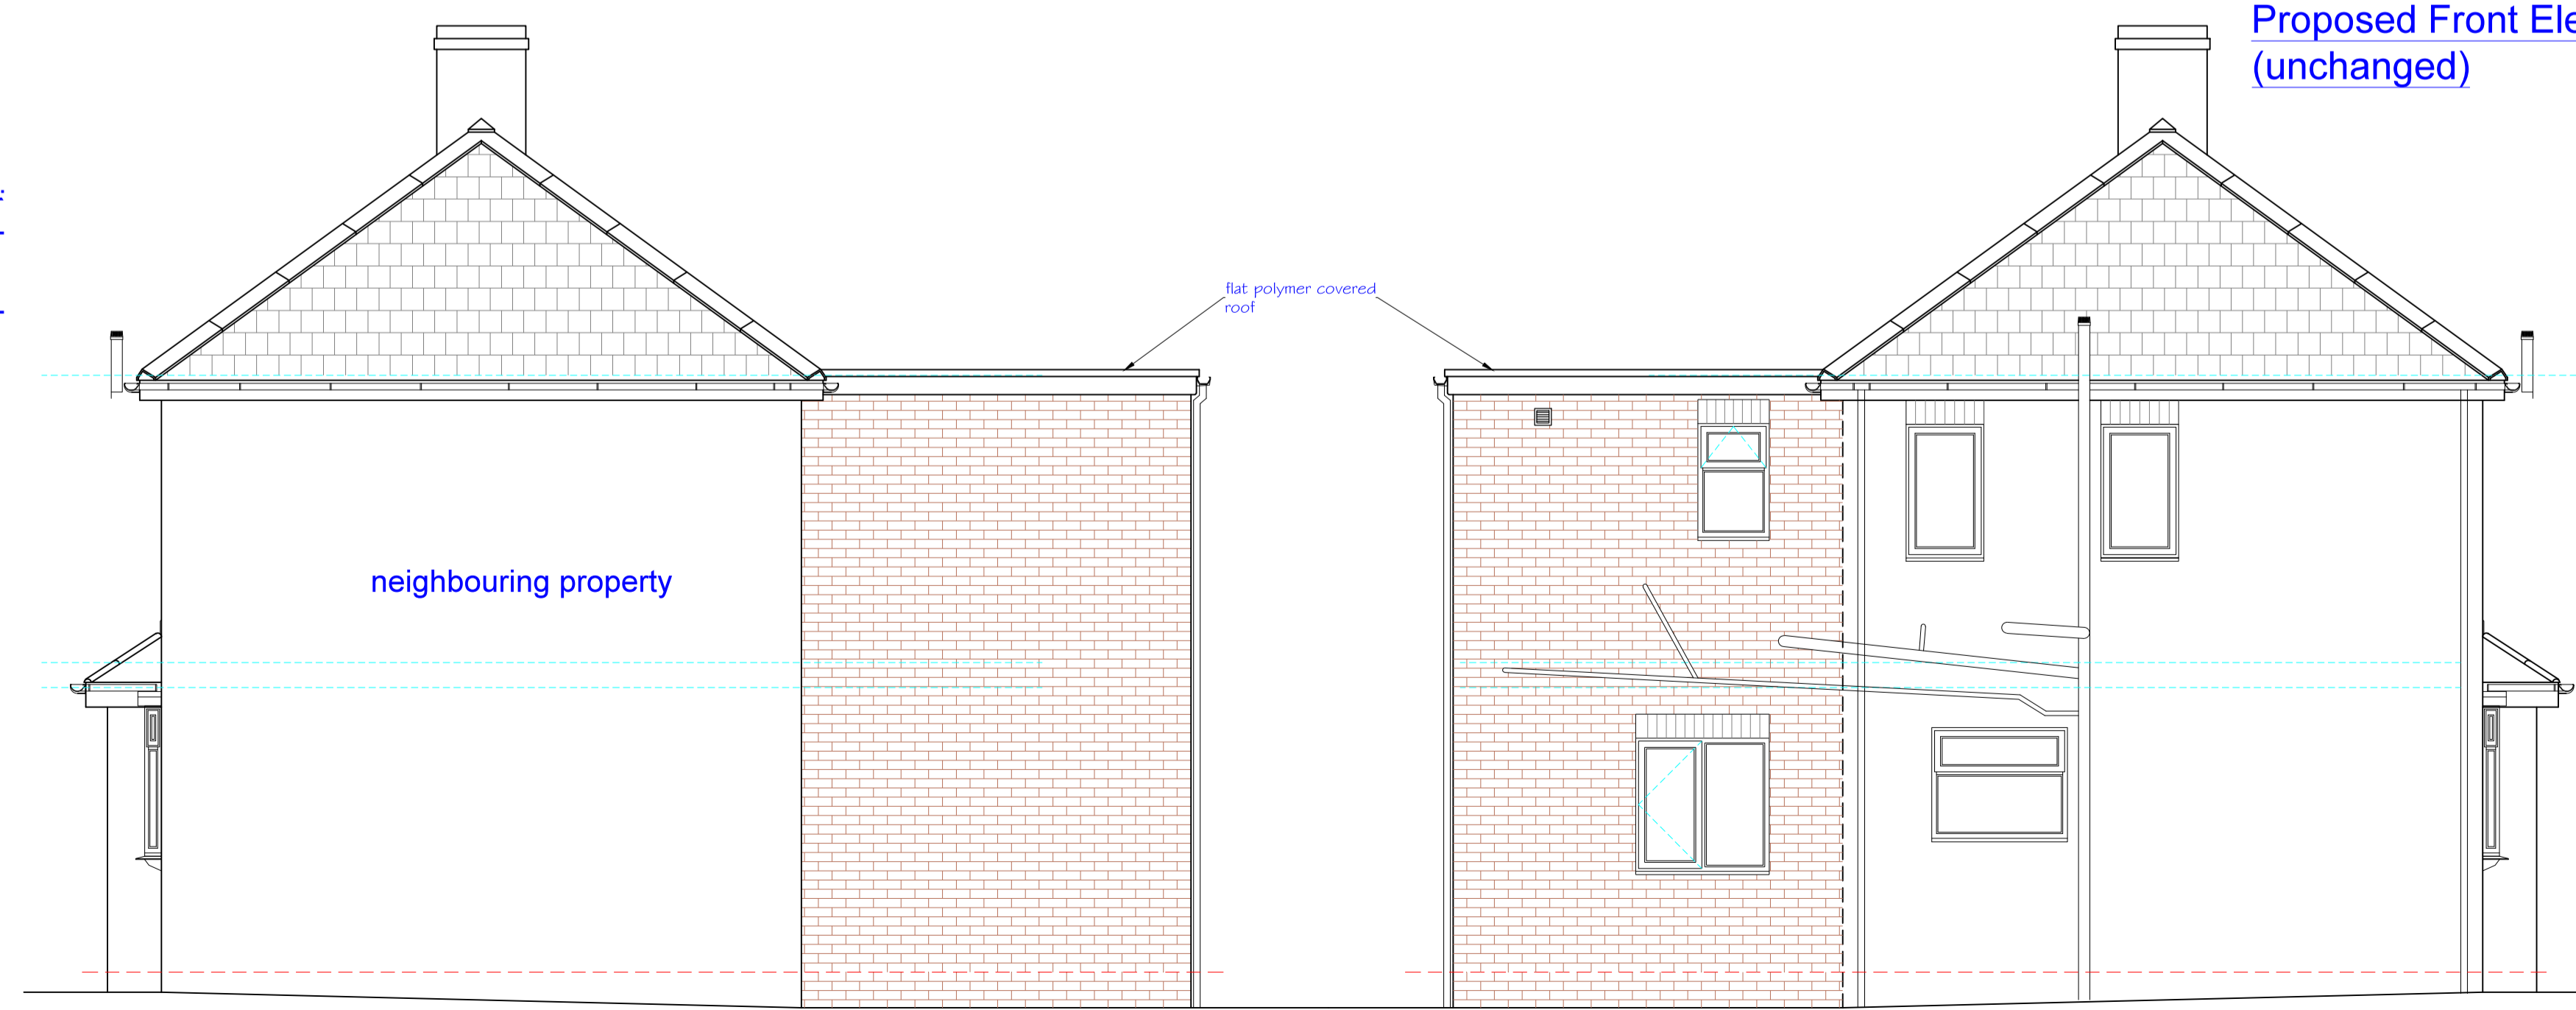 Proposed Front Ele
(unchanged)
flat polymer covered
roof
neighbouring property